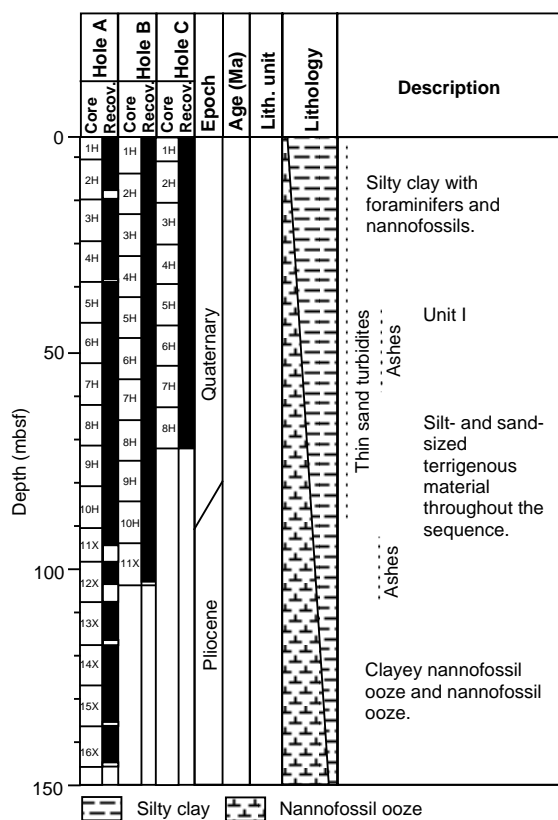 Hole A
Hole B
Hole C
Core
Recov.
Core
Recov.
Core
Recov.
Epoch
Age (Ma)
Lith. unit
Lithology
Description
Depth (mbsf)
0
50
100
150
1H
2H
3H
4H
5H
6H
7H
8H
9H
10H
11X
12X
13X
14X
15X
16X
1H
2H
3H
4H
5H
6H
7H
8H
9H
10H
11X
1H
2H
3H
4H
5H
6H
7H
8H
Quaternary
Pliocene
Thin sand turbidites
Ashes
Ashes
Silty clay with
foraminifers and
nannofossils.
Unit I
Silt- and sand-
sized
terrigenous
material
throughout the
sequence.
Clayey nannofossil
ooze and nannofossil
ooze.
Silty clay
Nannofossil ooze